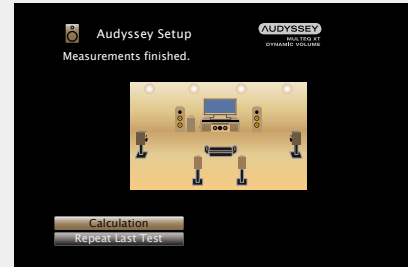 Audyssey Setup
AUDYSSEY
MULTEQ XT
DYNAMIC VOLUME
Measurements finished.
Calculation
Repeat Last Test